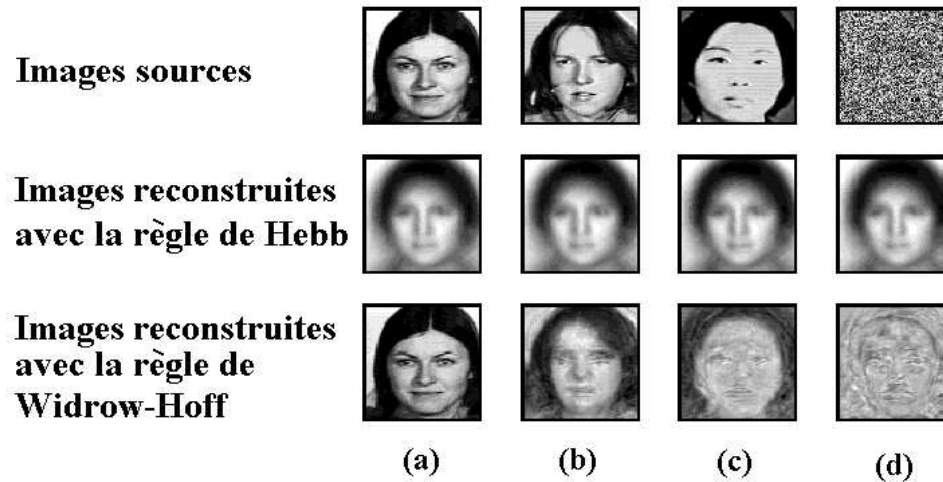 Images sources
Images reconstruites
avec la règle de Hebb
Images reconstruites
avec la règle de
Widrow-Hoff
(a) (b) (c) (d)